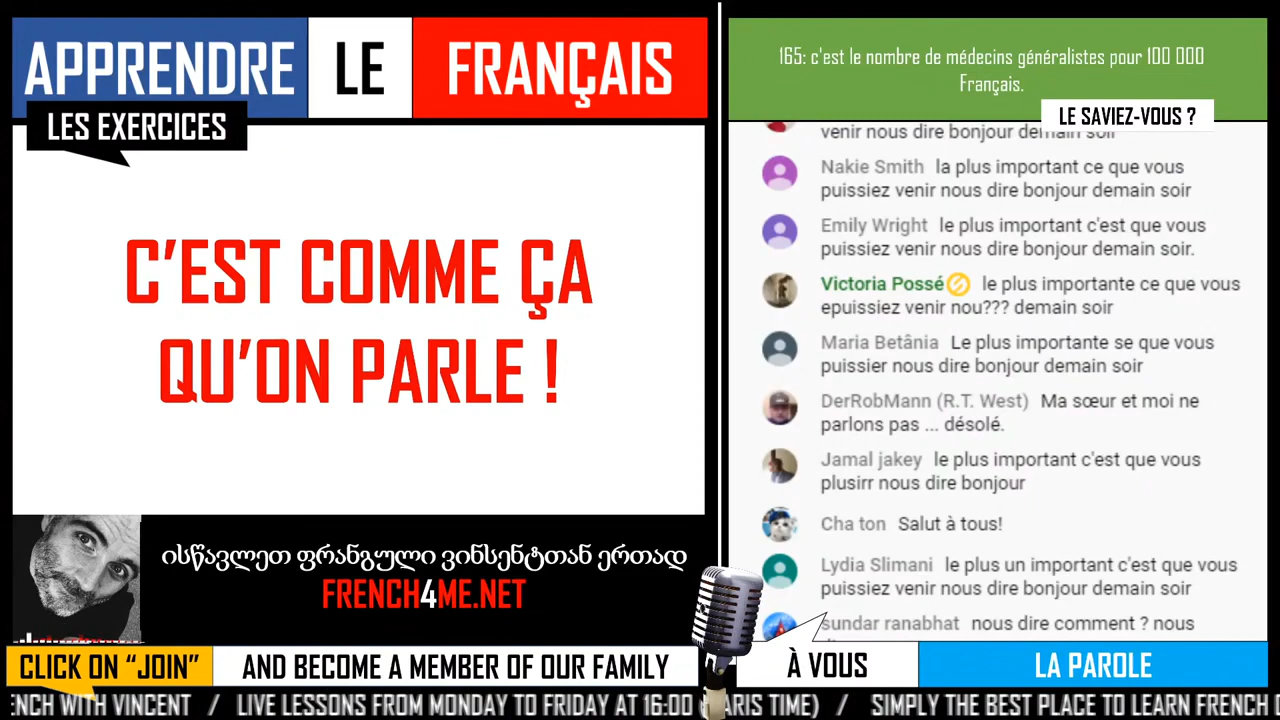 APPRENDRE LE FRANÇAIS
LES EXERCICES
C'EST COMME ÇA
QU'ON PARLE !
ისწავლეთ ფრანგული ვინსენტთან ერთად
FRENCH4ME.NET
165: c'est le nombre de médecins généralistes pour 100 000
Français.
LE SAVIEZ-VOUS ?
venir nous dire bonjour demain soir
Nakie Smith la plus important ce que vous
puissiez venir nous dire bonjour demain soir
Emily Wright le plus important c'est que vous
puissiez venir nous dire bonjour demain soir.
Victoria Possé le plus importante ce que vous
epuissiez venir nou??? demain soir
Maria Betânia Le plus importante se que vous
puissier nous dire bonjour demain soir
DerRobMann (R.T. West) Ma sœur et moi ne
parlons pas ... désolé.
Jamal jakey le plus important c'est que vous
plusirr nous dire bonjour
Cha ton Salut à tous!
Lydia Slimani le plus un important c'est que vous
puissiez venir nous dire bonjour demain soir
sundar ranabhat nous dire comment ? nous
CLICK ON “JOIN” AND BECOME A MEMBER OF OUR FAMILY
À VOUS LA PAROLE
WITH VINCENT / LIVE LESSONS FROM MONDAY TO FRIDAY AT 16:00 TIME) / SIMPLY THE BEST PLACE TO LEARN FRENCH